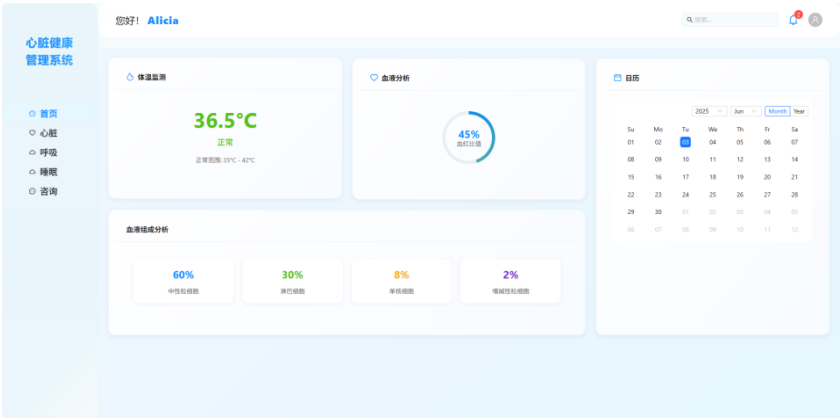 心脏健康
管理系统
首页
心脏
呼吸
睡眠
咨询
您好！ Alicia
搜索...
2
体温监测
36.5°C
正常
正常范围: 35°C - 42°C
血液分析
45%
血红比值
日历
2025 Jun Month Year
Su Mo Tu We Th Fr Sa
01 02 03 04 05 06 07
08 09 10 11 12 13 14
15 16 17 18 19 20 21
22 23 24 25 26 27 28
29 30 01 02 03 04 05
06 07 08 09 10 11 12
血液组成分析
60% 30% 8% 2%
中性粒细胞 淋巴细胞 单核细胞 嗜碱性粒细胞